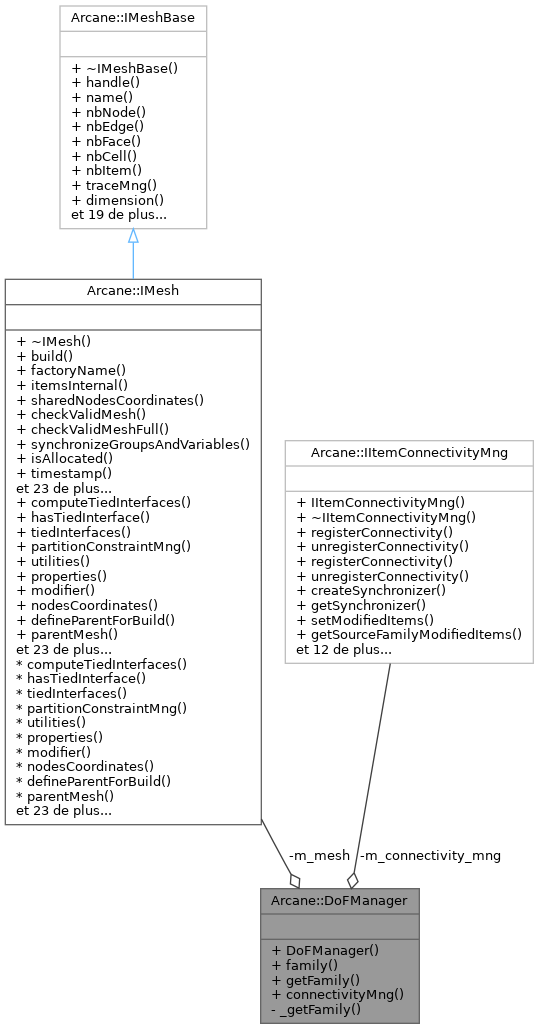 Arcane::IMeshBase
+ ~IMeshBase()
+ handle()
+ name()
+ nbNode()
+ nbEdge()
+ nbFace()
+ nbCell()
+ nbItem()
+ traceMng()
+ dimension()
et 19 de plus...
Arcane::IMesh
+ ~IMesh()
+ build()
+ factoryName()
+ itemsInternal()
+ sharedNodesCoordinates()
+ checkValidMesh()
+ checkValidMeshFull()
+ synchronizeGroupsAndVariables()
+ isAllocated()
+ timestamp()
et 23 de plus...
+ computeTiedInterfaces()
+ hasTiedInterface()
+ tiedInterfaces()
+ partitionConstraintMng()
+ utilities()
+ properties()
+ modifier()
+ nodesCoordinates()
+ defineParentForBuild()
+ parentMesh()
et 23 de plus...
* computeTiedInterfaces()
* hasTiedInterface()
* tiedInterfaces()
* partitionConstraintMng()
* utilities()
* properties()
* modifier()
* nodesCoordinates()
* defineParentForBuild()
* parentMesh()
et 23 de plus...
Arcane::IItemConnectivityMng
+ IItemConnectivityMng()
+ ~IItemConnectivityMng()
+ registerConnectivity()
+ unregisterConnectivity()
+ registerConnectivity()
+ unregisterConnectivity()
+ createSynchronizer()
+ getSynchronizer()
+ setModifiedItems()
+ getSourceFamilyModifiedItems()
et 12 de plus...
-m_mesh
-m_connectivity_mng
Arcane::DoFManager
+ DoFManager()
+ family()
+ getFamily()
+ connectivityMng()
- _getFamily()